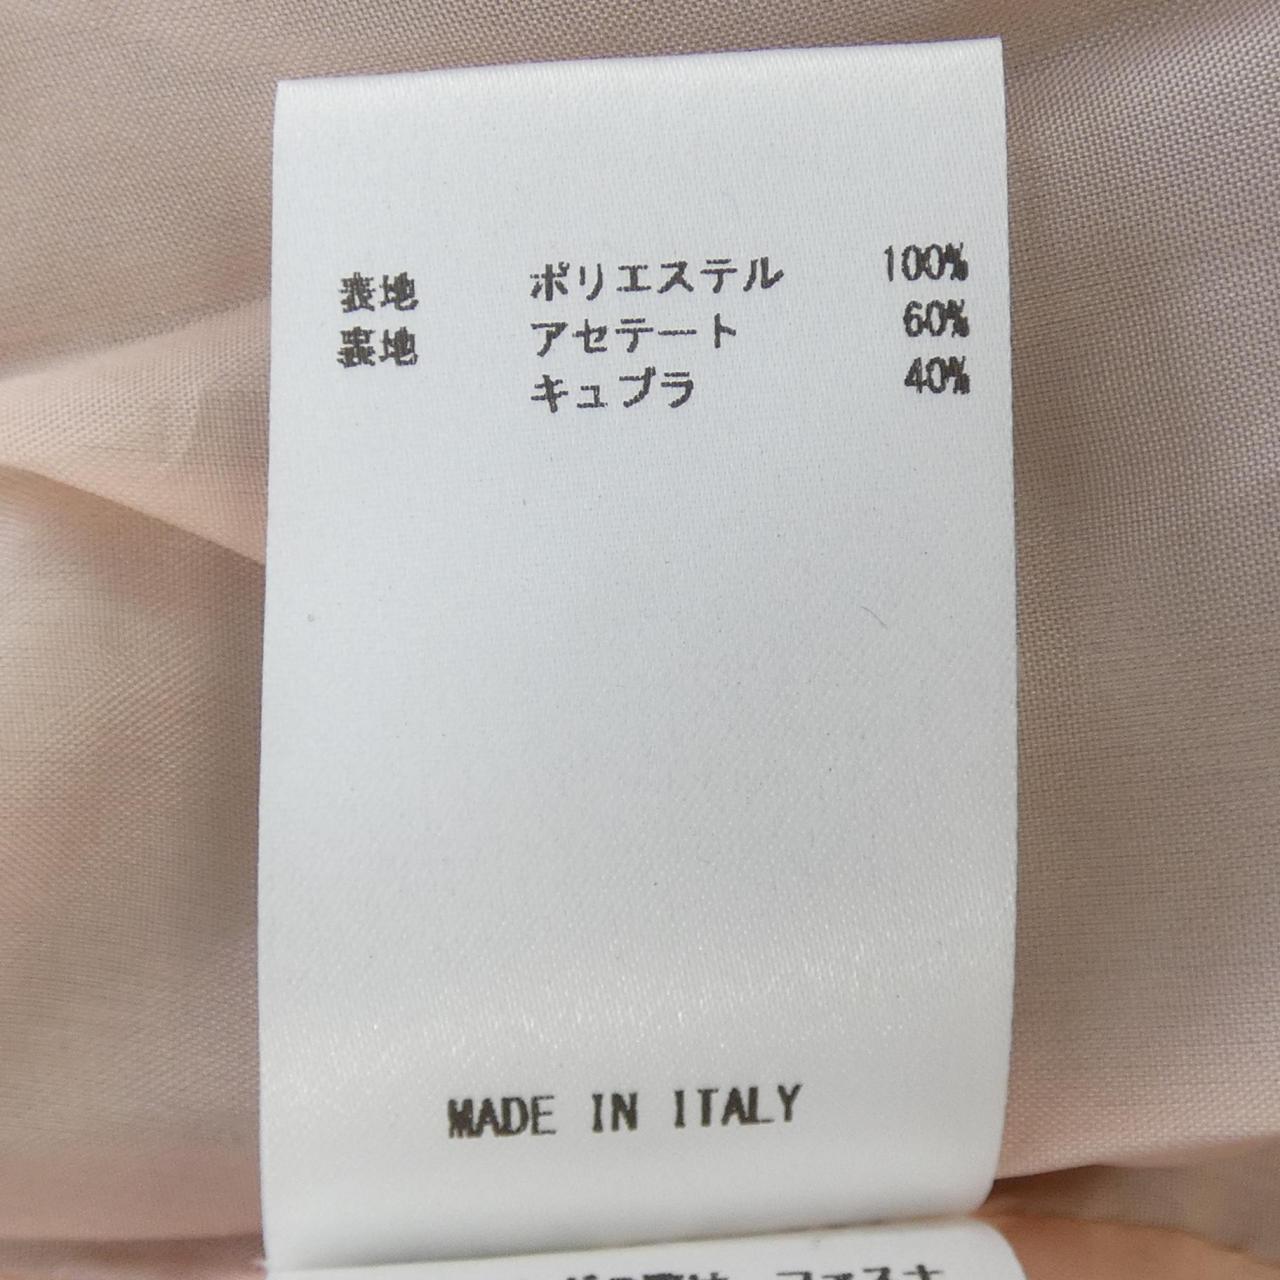 表地 ポリエステル 100%
裏地 アセテート 60%
キュプラ 40%
MADE IN ITALY